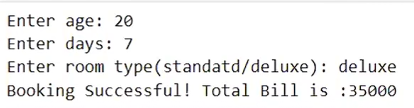 Enter age: 20
Enter days: 7
Enter room type(standatd/deluxe): deluxe
Booking Successful! Total Bill is :35000